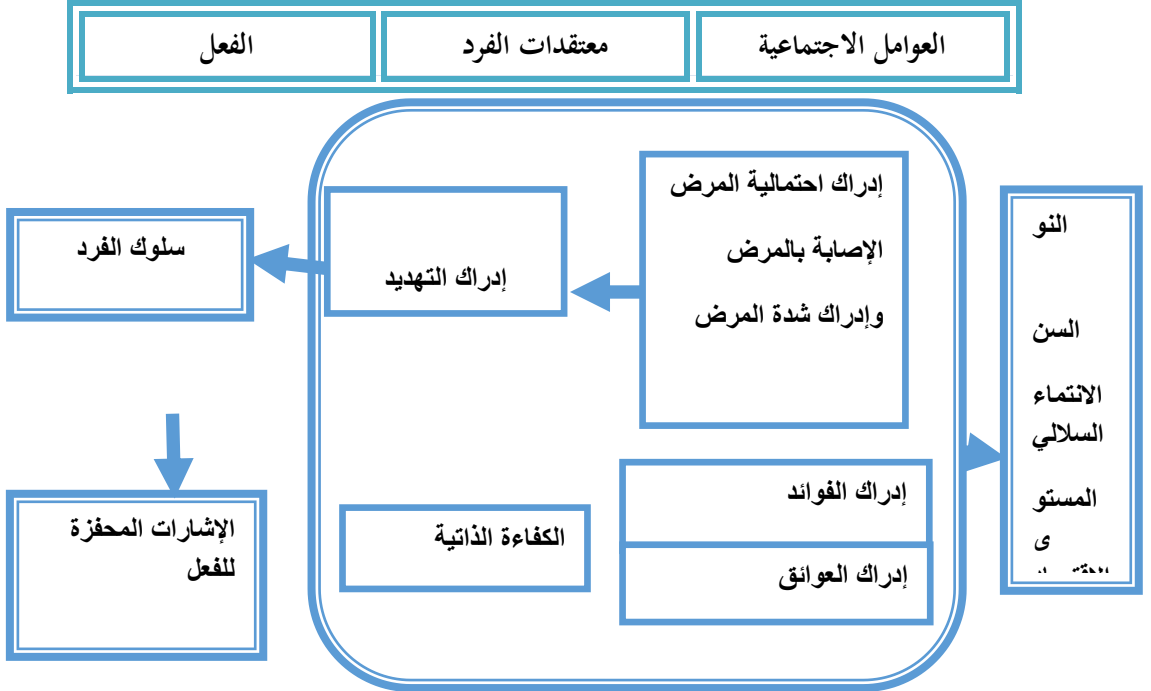 العوامل الاجتماعية
معتقدات الفرد
الفعل
النو
السن
الانتماء
السلالي
المستو
ى
إدراك احتمالية المرض
الإصابة بالمرض
وإدراك شدة المرض
إدراك التهديد
سلوك الفرد
إدراك الفوائد
إدراك العوائق
الكفاءة الذاتية
الإشارات المحفزة
للفعل